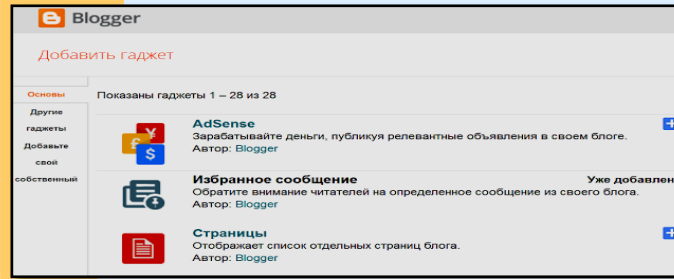 Blogger
Добавить гаджет
Основы
Другие
гаджеты
Добавьте
свой
собственный
Показаны гаджеты 1 – 28 из 28
AdSense
Зарабатывайте деньги, публикуя релевантные объявления в своем блоге.
Автор: Blogger
Избранное сообщение
Уже добавлен
Обратите внимание читателей на определенное сообщение из своего блога.
Автор: Blogger
Страницы
Отображает список отдельных страниц блога.
Автор: Blogger